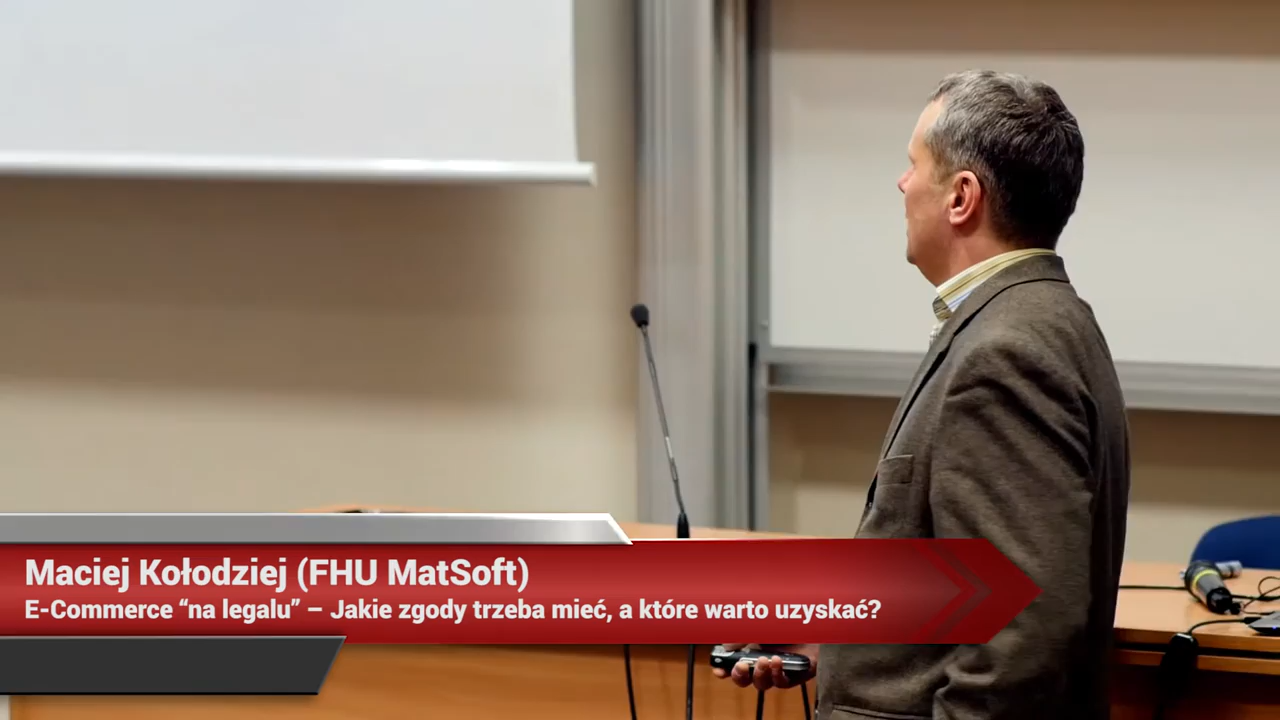 Maciej Kołodziej (FHU MatSoft)
E-Commerce “na legalu” – Jakie zgody trzeba mieć, a które warto uzyskać?